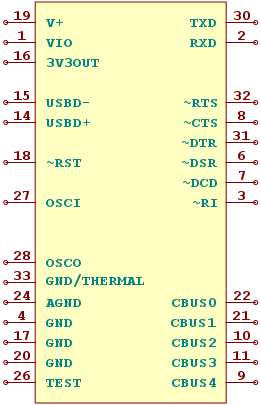 19 V+ TXD 30
1 VIO RXD 2
16 3V3OUT
15 USBD- ~RTS 32
14 USBD+ ~CTS 8
~DTR 31
18 ~RST ~DSR 6
~DCD 7
27 OSCI ~RI 3
28 OSCO
33 GND/THERMAL
24 AGND CBUS0 22
4 GND CBUS1 21
17 GND CBUS2 10
20 GND CBUS3 11
26 TEST CBUS4 9